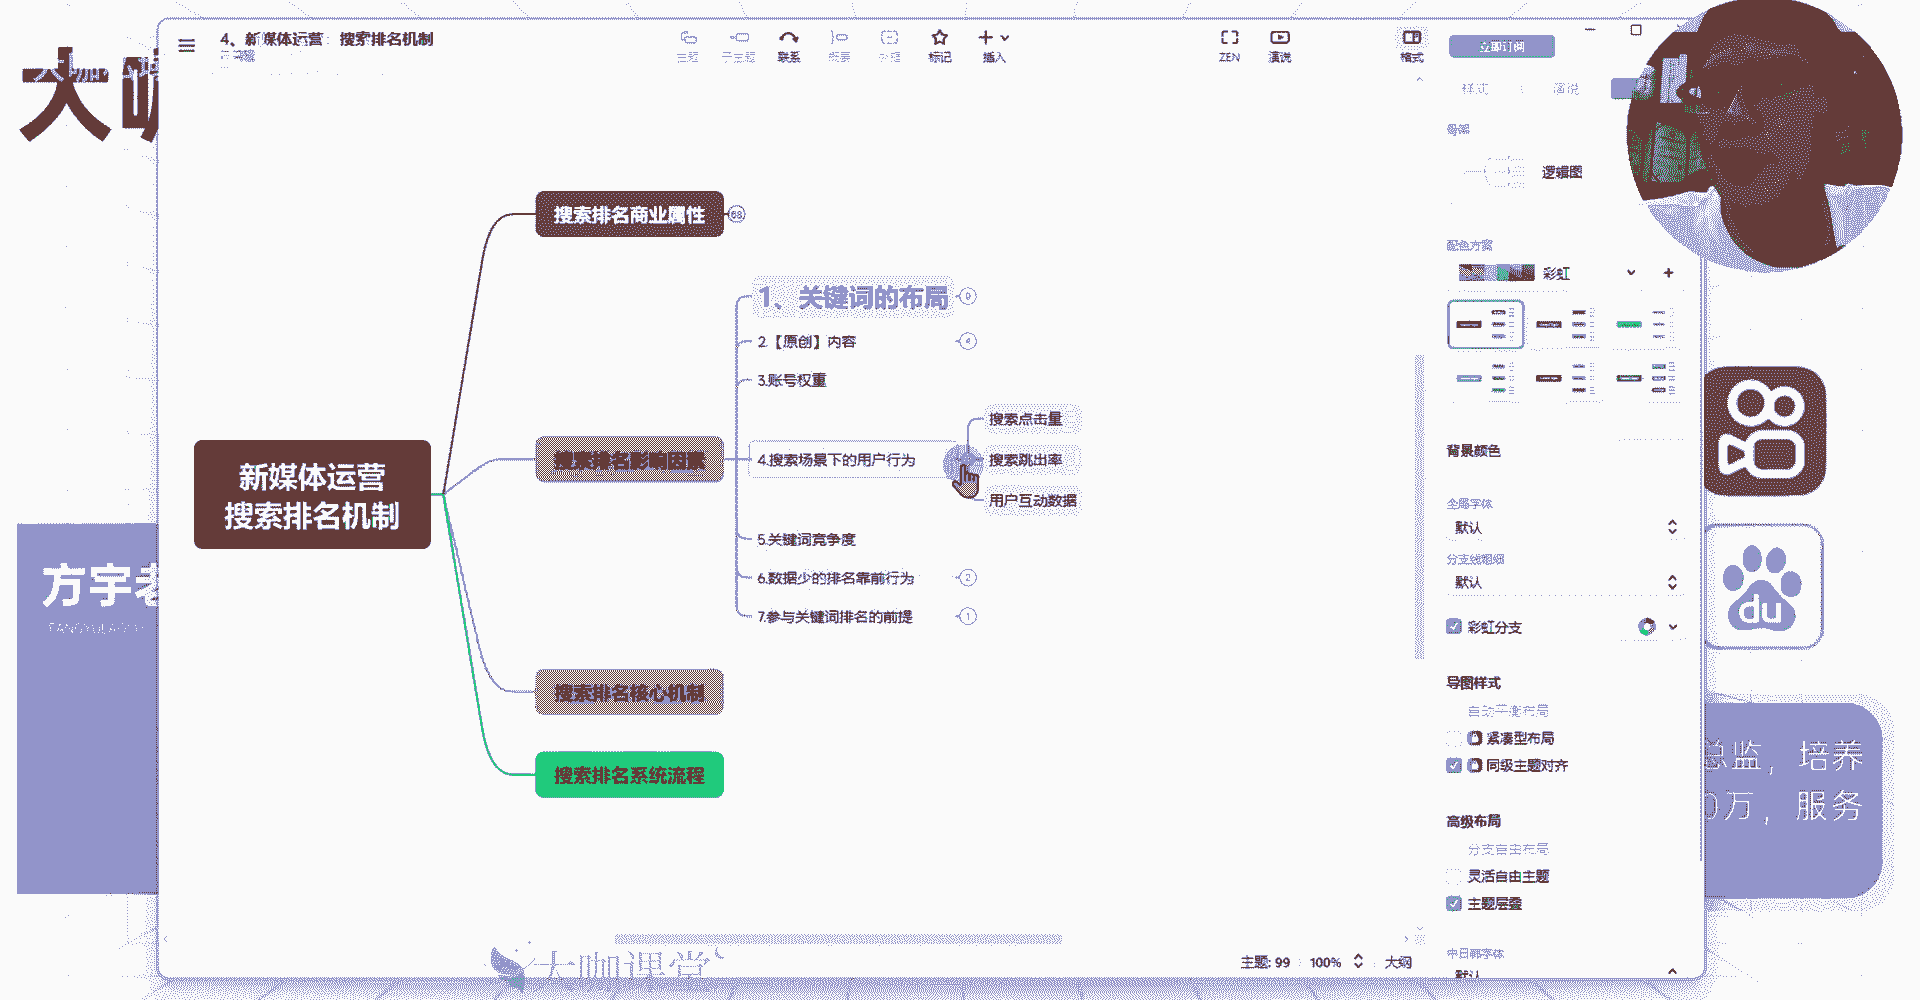 4、新媒体运营：搜索排名机制
主题
子主题
联系
概要
外框
标记
插入
ZEN
演说
格式
立即订阅
样式
演说
骨架
逻辑图
配色方案
彩虹
背景颜色
全局字体
默认
分支线粗细
默认
彩虹分支
导图样式
自动平衡布局
紧凑型布局
同级主题对齐
高级布局
分支自由布局
灵活自由主题
主题层叠
中日韩字体
默认
新媒体运营
搜索排名机制
搜索排名商业属性
68
搜索排名影响因素
1、关键词的布局
9
2.【原创】内容
4
3.账号权重
4.搜索场景下的用户行为
搜索点击量
搜索跳出率
用户互动数据
5.关键词竞争度
6.数据少的排名靠前行为
2
7.参与关键词排名的前提
1
搜索排名核心机制
搜索排名系统流程
主题: 99
100%
大纲
大咖课堂
方宇老
du
总监，培养
0万，服务